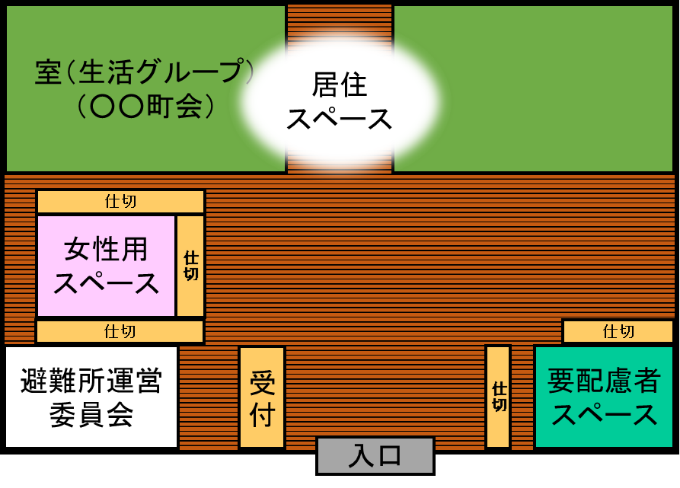 室（生活グループ）
（〇〇町会）
居住
スペース
仕切
女性用
スペース
仕切
仕切
仕切
避難所運営
委員会
受付
仕切
要配慮者
スペース
入口